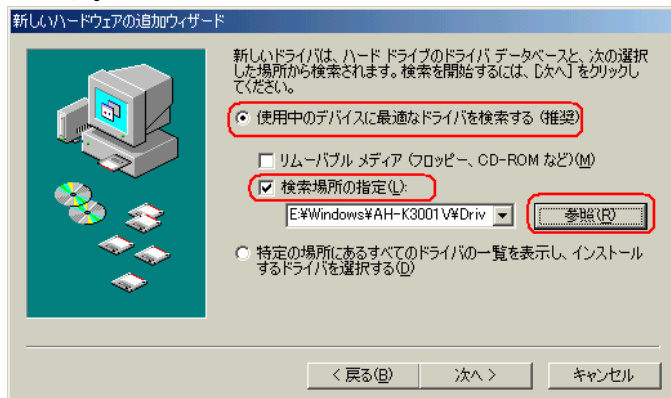 新しいハードウェアの追加ウィザード
新しいドライバは、ハード ドライブのドライバ データベースと、次の選択
した場所から検索されます。検索を開始するには、[次へ] をクリックし
てください。
使用中のデバイスに最適なドライバを検索する (推奨)
リムーバブル メディア (フロッピー、CD-ROM など)(M)
検索場所の指定(L):
E:¥Windows¥AH-K3001V¥Driv
参照(R)
特定の場所にあるすべてのドライバの一覧を表示し、インストール
するドライバを選択する(D)
< 戻る(B)
次へ >
キャンセル